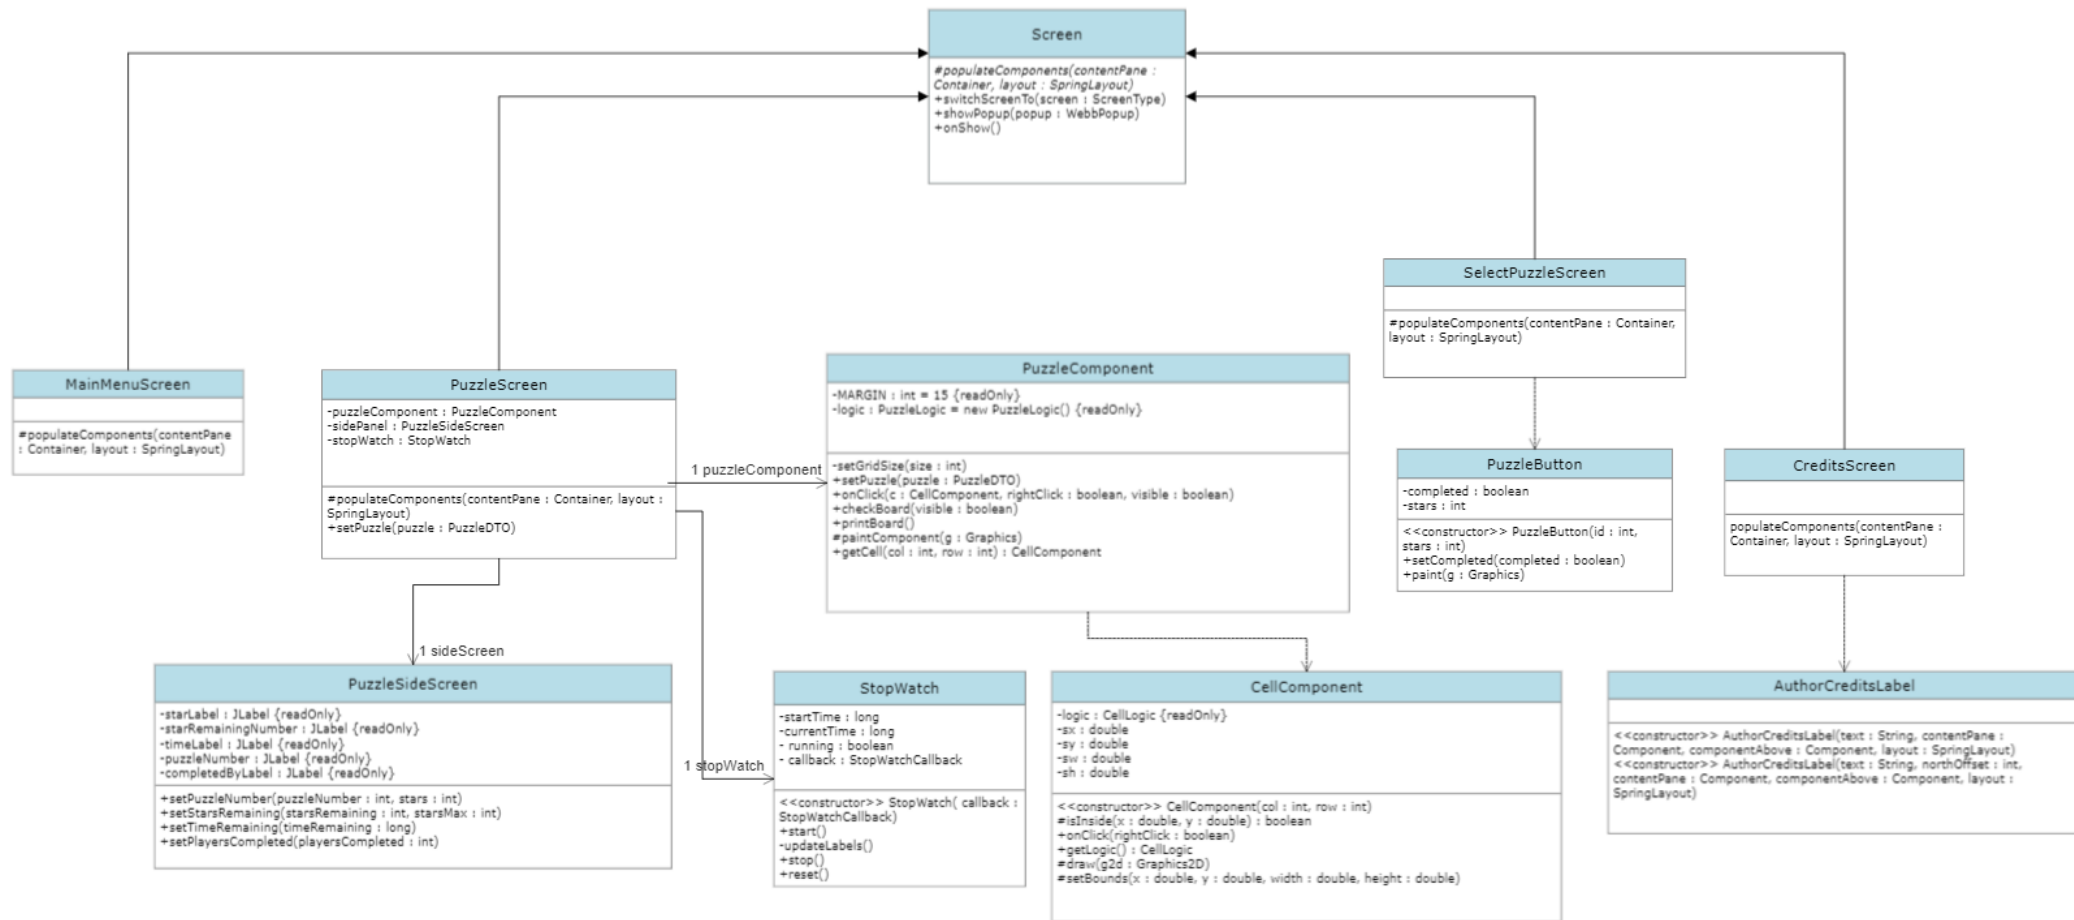 Screen
#populateComponents(contentPane :
Container, layout : SpringLayout)
+switchScreenTo(screen : ScreenType)
+showPopup(popup : WebbPopup)
+onShow()
SelectPuzzleScreen
#populateComponents(contentPane : Container,
layout : SpringLayout)
MainMenuScreen
#populateComponents(contentPane
: Container, layout : SpringLayout)
PuzzleScreen
-puzzleComponent : PuzzleComponent
-sidePanel : PuzzleSideScreen
-stopWatch : StopWatch
#populateComponents(contentPane : Container, layout :
SpringLayout)
+setPuzzle(puzzle : PuzzleDTO)
1 puzzleComponent
PuzzleComponent
-MARGIN : int = 15 {readOnly}
-logic : PuzzleLogic = new PuzzleLogic() {readOnly}
-setGridSize(size : int)
+setPuzzle(puzzle : PuzzleDTO)
+onClick(c : CellComponent, rightClick : boolean, visible : boolean)
+checkBoard(visible : boolean)
+printBoard()
#paintComponent(g : Graphics)
+getCell(col : int, row : int) : CellComponent
PuzzleButton
-completed : boolean
-stars : int
<<constructor>> PuzzleButton(id : int,
stars : int)
+setCompleted(completed : boolean)
+paint(g : Graphics)
CreditsScreen
populateComponents(contentPane :
Container, layout : SpringLayout)
1 sideScreen
PuzzleSideScreen
-starLabel : JLabel {readOnly}
-starRemainingNumber : JLabel {readOnly}
-timeLabel : JLabel {readOnly}
-puzzleNumber : JLabel {readOnly}
-completedByLabel : JLabel {readOnly}
+setPuzzleNumber(puzzleNumber : int, stars : int)
+setStarsRemaining(starsRemaining : int, starsMax : int)
+setTimeRemaining(timeRemaining : long)
+setPlayersCompleted(playersCompleted : int)
1 stopWatch
StopWatch
-startTime : long
-currentTime : long
- running : boolean
- callback : StopWatchCallback
<<constructor>> StopWatch( callback :
StopWatchCallback)
+start()
-updateLabels()
+stop()
+reset()
CellComponent
-logic : CellLogic {readOnly}
-sx : double
-sy : double
-sw : double
-sh : double
<<constructor>> CellComponent(col : int, row : int)
#isInside(x : double, y : double) : boolean
+onClick(rightClick : boolean)
+getLogic() : CellLogic
#draw(g2d : Graphics2D)
#setBounds(x : double, y : double, width : double, height : double)
AuthorCreditsLabel
<<constructor>> AuthorCreditsLabel(text : String, contentPane :
Component, componentAbove : Component, layout : SpringLayout)
<<constructor>> AuthorCreditsLabel(text : String, northOffset : int,
contentPane : Component, componentAbove : Component, layout :
SpringLayout)